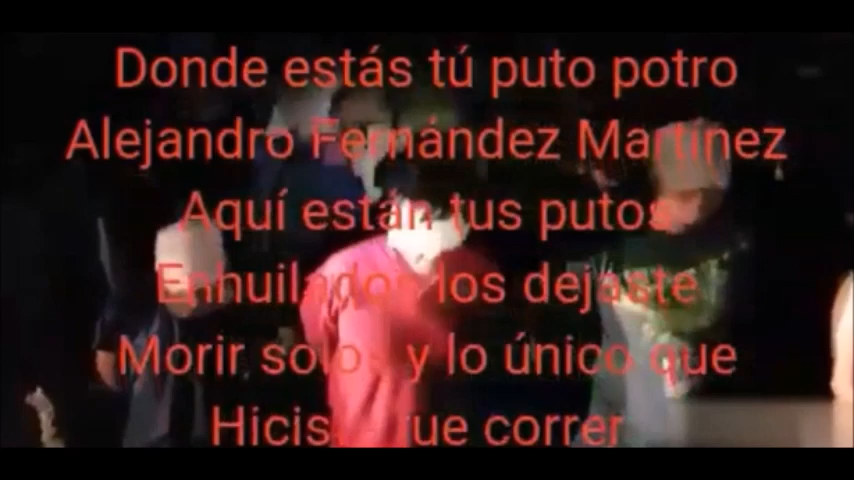 Donde estás tú puto potro
Alejandro Fernández Martínez
Aquí están tus putos
Enhuilados los dejaste
Morir solos y lo único que
correr